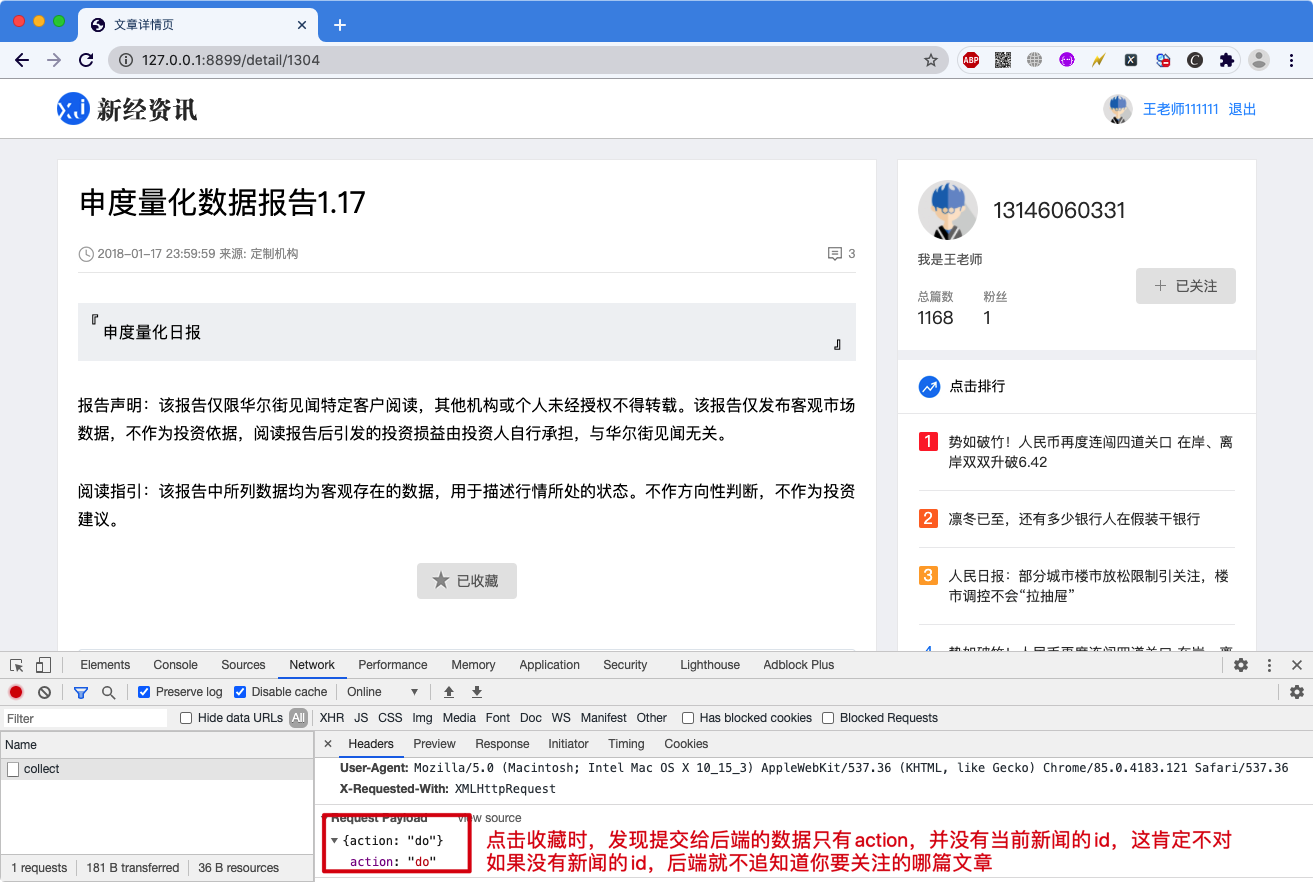 文章详情页
127.0.0.1:8899/detail/1304
ABP
新经资讯
王老师111111 退出
申度量化数据报告1.17
2018-01-17 23:59:59 来源: 定制机构
3
『
申度量化日报
』
报告声明：该报告仅限华尔街见闻特定客户阅读，其他机构或个人未经授权不得转载。该报告仅发布客观市场
数据，不作为投资依据，阅读报告后引发的投资损益由投资人自行承担，与华尔街见闻无关。
阅读指引：该报告中所列数据均为客观存在的数据，用于描述行情所处的状态。不作方向性判断，不作为投资
建议。
已收藏
13146060331
我是王老师
总篇数 粉丝
1168 1
已关注
点击排行
1 势如破竹！人民币再度连闯四道关口 在岸、离
岸双双升破6.42
2 凛冬已至，还有多少银行人在假装干银行
3 人民日报：部分城市楼市放松限制引关注，楼
市调控不会“拉抽屉”
4 势如破竹！人民币再度连闯四道关口 在岸、离
Elements Console Sources Network Performance Memory Application Security Lighthouse Adblock Plus
Preserve log Disable cache Online
Filter Hide data URLs All XHR JS CSS Img Media Font Doc WS Manifest Other Has blocked cookies Blocked Requests
Name
collect
1 requests 181 B transferred 36 B resources
Headers Preview Response Initiator Timing Cookies
User-Agent: Mozilla/5.0 (Macintosh; Intel Mac OS X 10_15_3) AppleWebKit/537.36 (KHTML, like Gecko) Chrome/85.0.4183.121 Safari/537.36
X-Requested-With: XMLHttpRequest
Request Payload view source
{action: "do"}
action: "do"
点击收藏时，发现提交给后端的数据只有action，并没有当前新闻的id，这肯定不对
如果没有新闻的id，后端就不追知道你要关注的哪篇文章